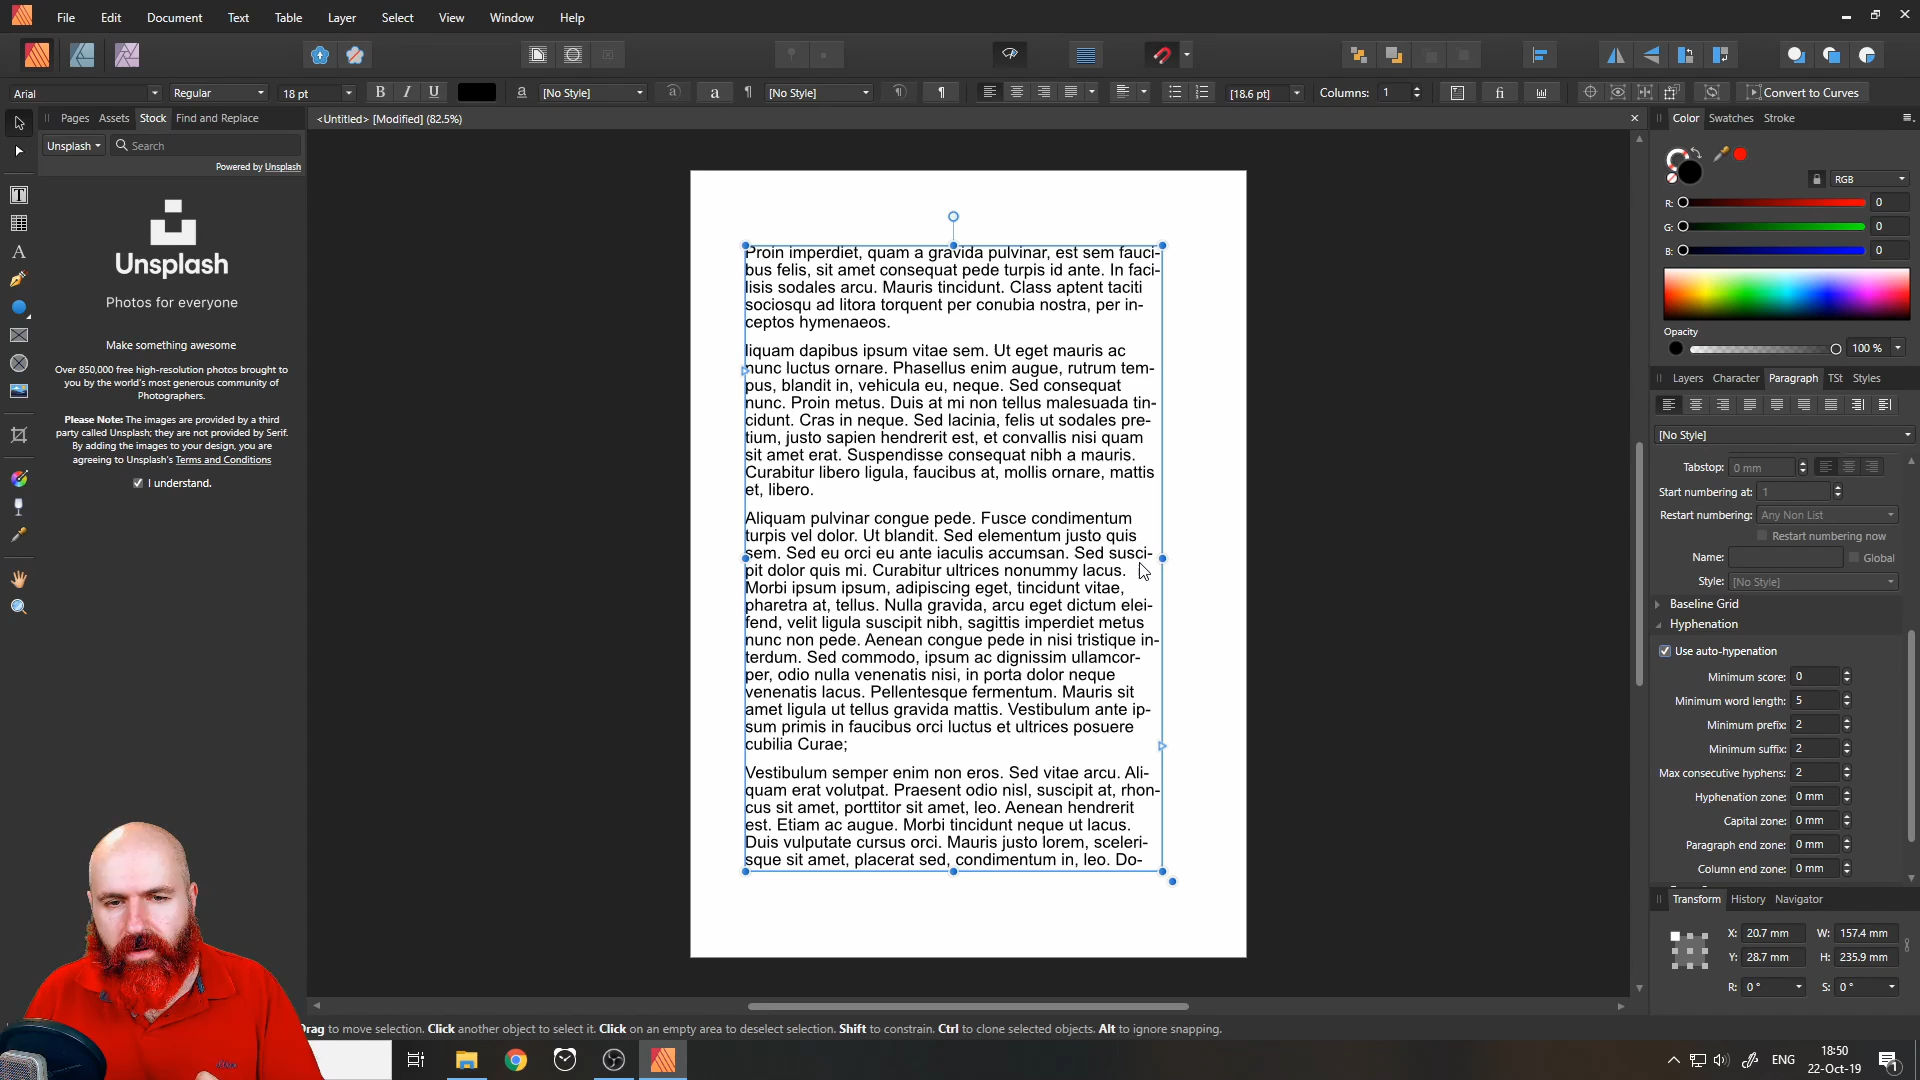 File Edit Document Text Table Layer Select View Window Help
Arial Regular 18 pt B I U a [No Style] a a ¶ [No Style] ¶ ¶ [18.6 pt] Columns: 1 fi Convert to Curves
Pages Assets Stock Find and Replace
<Untitled> [Modified] (82.5%)
Color Swatches Stroke
Unsplash Search
Powered by Unsplash
RGB
R: 0
G: 0
B: 0
Unsplash
Photos for everyone
Make something awesome
Over 850,000 free high-resolution photos brought to
you by the world's most generous community of
Photographers.
Please Note: The images are provided by a third
party called Unsplash; they are not provided by Serif.
By adding the images to your design, you are
agreeing to Unsplash's Terms and Conditions
I understand.
Proin imperdiet, quam a gravida pulvinar, est sem fauci-
bus felis, sit amet consequat pede turpis id ante. In faci-
lisis sodales arcu. Mauris tincidunt. Class aptent taciti
sociosqu ad litora torquent per conubia nostra, per in-
ceptos hymenaeos.
liquam dapibus ipsum vitae sem. Ut eget mauris ac
nunc luctus ornare. Phasellus enim augue, rutrum tem-
pus, blandit in, vehicula eu, neque. Sed consequat
nunc. Proin metus. Duis at mi non tellus malesuada tin-
cidunt. Cras in neque. Sed lacinia, felis ut sodales pre-
tium, justo sapien hendrerit est, et convallis nisi quam
sit amet erat. Suspendisse consequat nibh a mauris.
Curabitur libero ligula, faucibus at, mollis ornare, mattis
et, libero.
Aliquam pulvinar congue pede. Fusce condimentum
turpis vel dolor. Ut blandit. Sed elementum justo quis
sem. Sed eu orci eu ante iaculis accumsan. Sed susci-
pit dolor quis mi. Curabitur ultrices nonummy lacus.
Morbi ipsum ipsum, adipiscing eget, tincidunt vitae,
pharetra at, tellus. Nulla gravida, arcu eget dictum elei-
fend, velit ligula suscipit nibh, sagittis imperdiet metus
nunc non pede. Aenean congue pede in nisi tristique in-
terdum. Sed commodo, ipsum ac dignissim ullamcor-
per, odio nulla venenatis nisi, in porta dolor neque
venenatis lacus. Pellentesque fermentum. Mauris sit
amet ligula ut tellus gravida mattis. Vestibulum ante ip-
sum primis in faucibus orci luctus et ultrices posuere
cubilia Curae;
Vestibulum semper enim non eros. Sed vitae arcu. Ali-
quam erat volutpat. Praesent odio nisl, suscipit at, rhon-
cus sit amet, porttitor sit amet, leo. Aenean hendrerit
est. Etiam ac augue. Morbi tincidunt neque ut lacus.
Duis vulputate cursus orci. Mauris justo lorem, sceleri-
sque sit amet, placerat sed, condimentum in, leo. Do-
Opacity
100 %
Layers Character Paragraph TSt Styles
[No Style]
Tabstop: 0 mm
Start numbering at: 1
Restart numbering: Any Non List
Restart numbering now
Name: Global
Style: [No Style]
Baseline Grid
Hyphenation
Use auto-hypenation
Minimum score: 0
Minimum word length: 5
Minimum prefix: 2
Minimum suffix: 2
Max consecutive hyphens: 2
Hyphenation zone: 0 mm
Capital zone: 0 mm
Paragraph end zone: 0 mm
Column end zone: 0 mm
Transform History Navigator
X: 20.7 mm W: 157.4 mm
Y: 28.7 mm H: 235.9 mm
R: 0 ° S: 0 °
Drag to move selection. Click another object to select it. Click on an empty area to deselect selection. Shift to constrain. Ctrl to clone selected objects. Alt to ignore snapping.
ENG
18:50
22-Oct-19
1